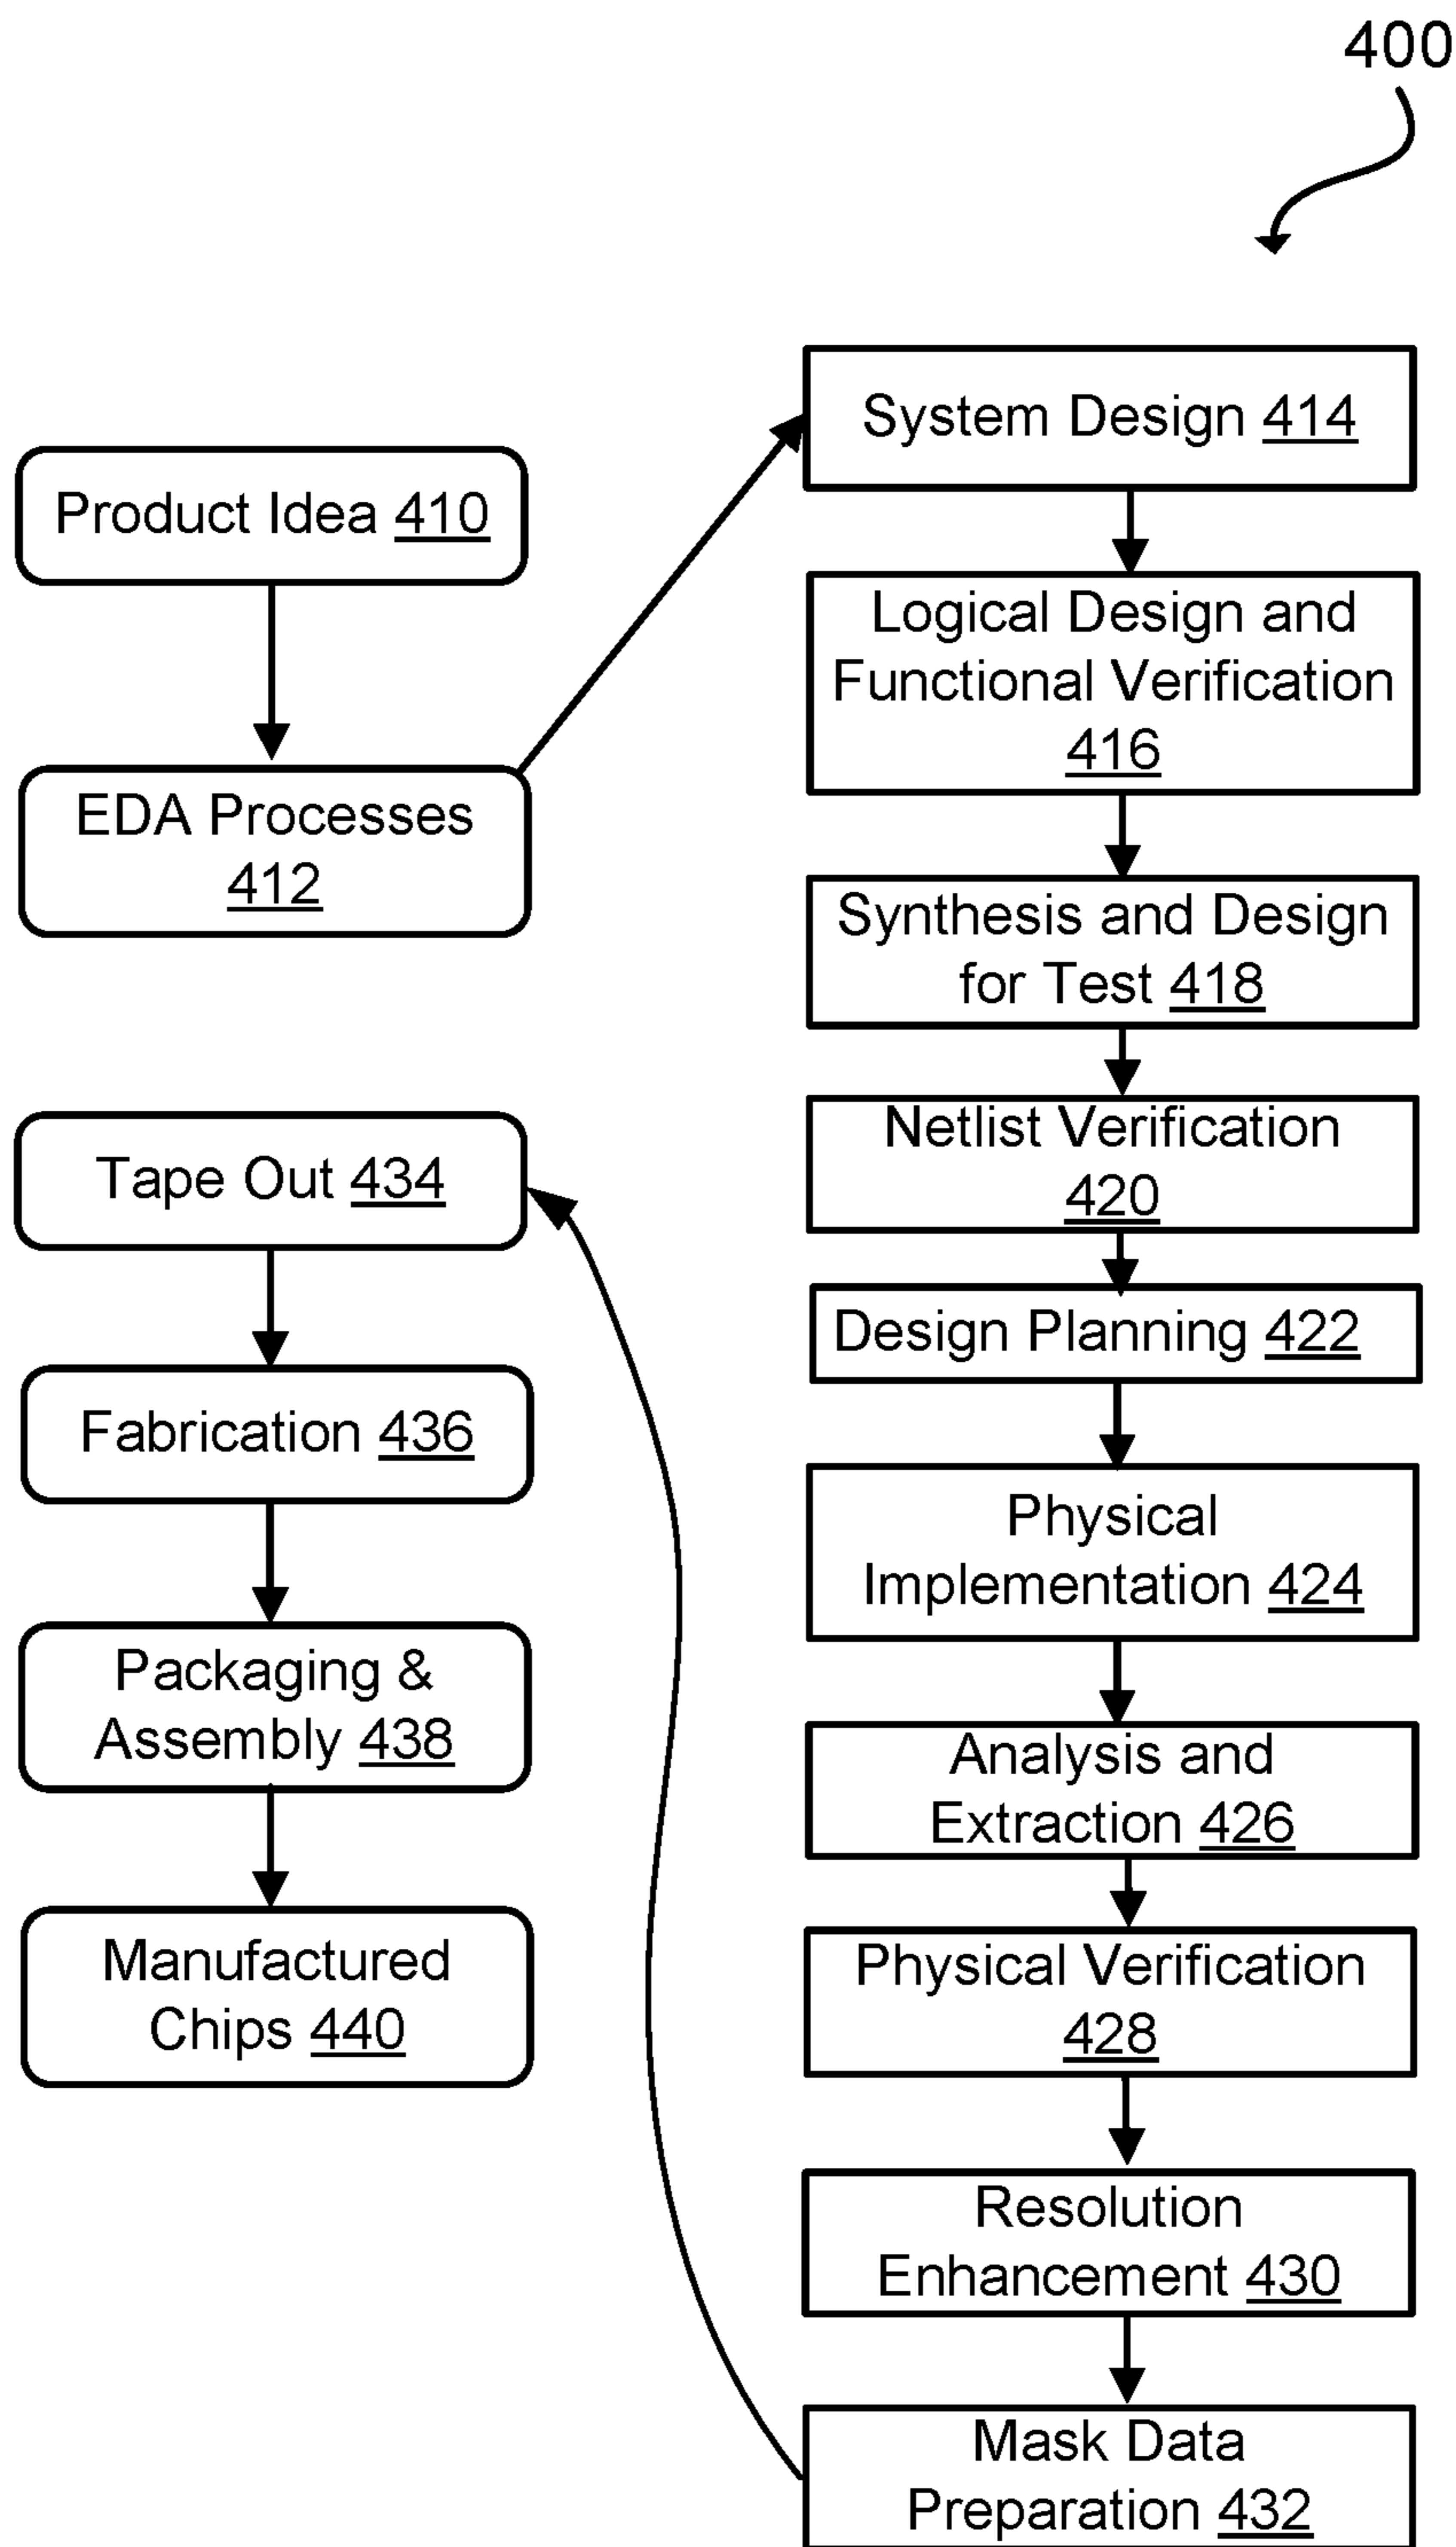 400
Product Idea 410
EDA Processes
412
System Design 414
Logical Design and
Functional Verification
416
Synthesis and Design
for Test 418
Netlist Verification
420
Design Planning 422
Physical
Implementation 424
Analysis and
Extraction 426
Physical Verification
428
Resolution
Enhancement 430
Mask Data
Preparation 432
Tape Out 434
Fabrication 436
Packaging &
Assembly 438
Manufactured
Chips 440